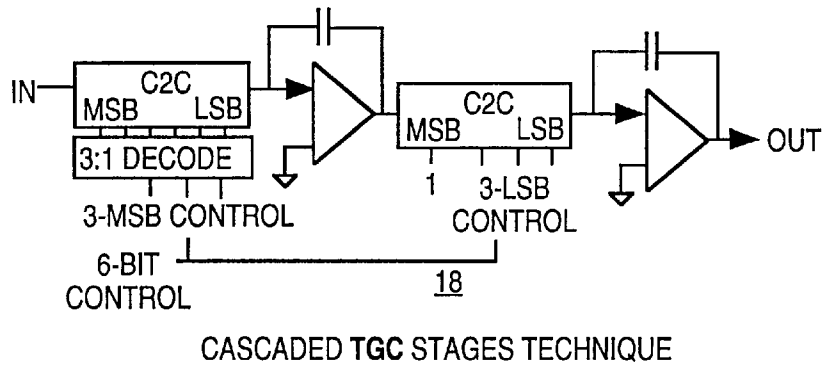 IN
C2C
MSB LSB
3:1 DECODE
3-MSB CONTROL
6-BIT
CONTROL
C2C
MSB LSB
1
3-LSB
CONTROL
OUT
18
CASCADED TGC STAGES TECHNIQUE